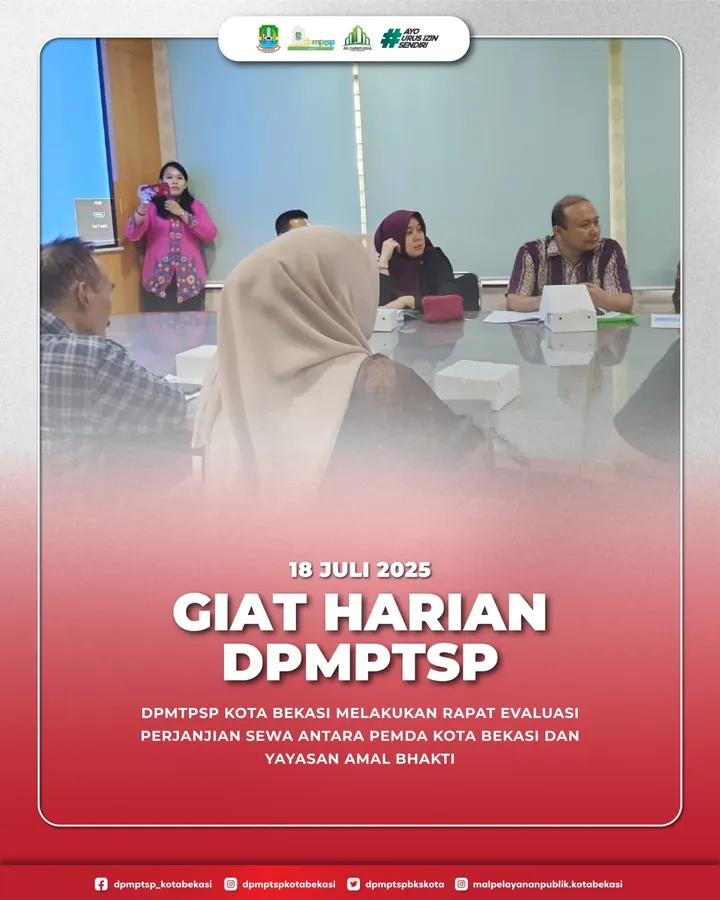 dpmptsp
#AYO
URUS IZIN
SENDIRI
18 JULI 2025
GIAT HARIAN
DPMPTSP
DPMTPSP KOTA BEKASI MELAKUKAN RAPAT EVALUASI
PERJANJIAN SEWA ANTARA PEMDA KOTA BEKASI DAN
YAYASAN AMAL BHAKTI
dpmptsp_kotabekasi dpmptspkotabekasi dpmptspbkskota malpelayananpublik.kotabekasi